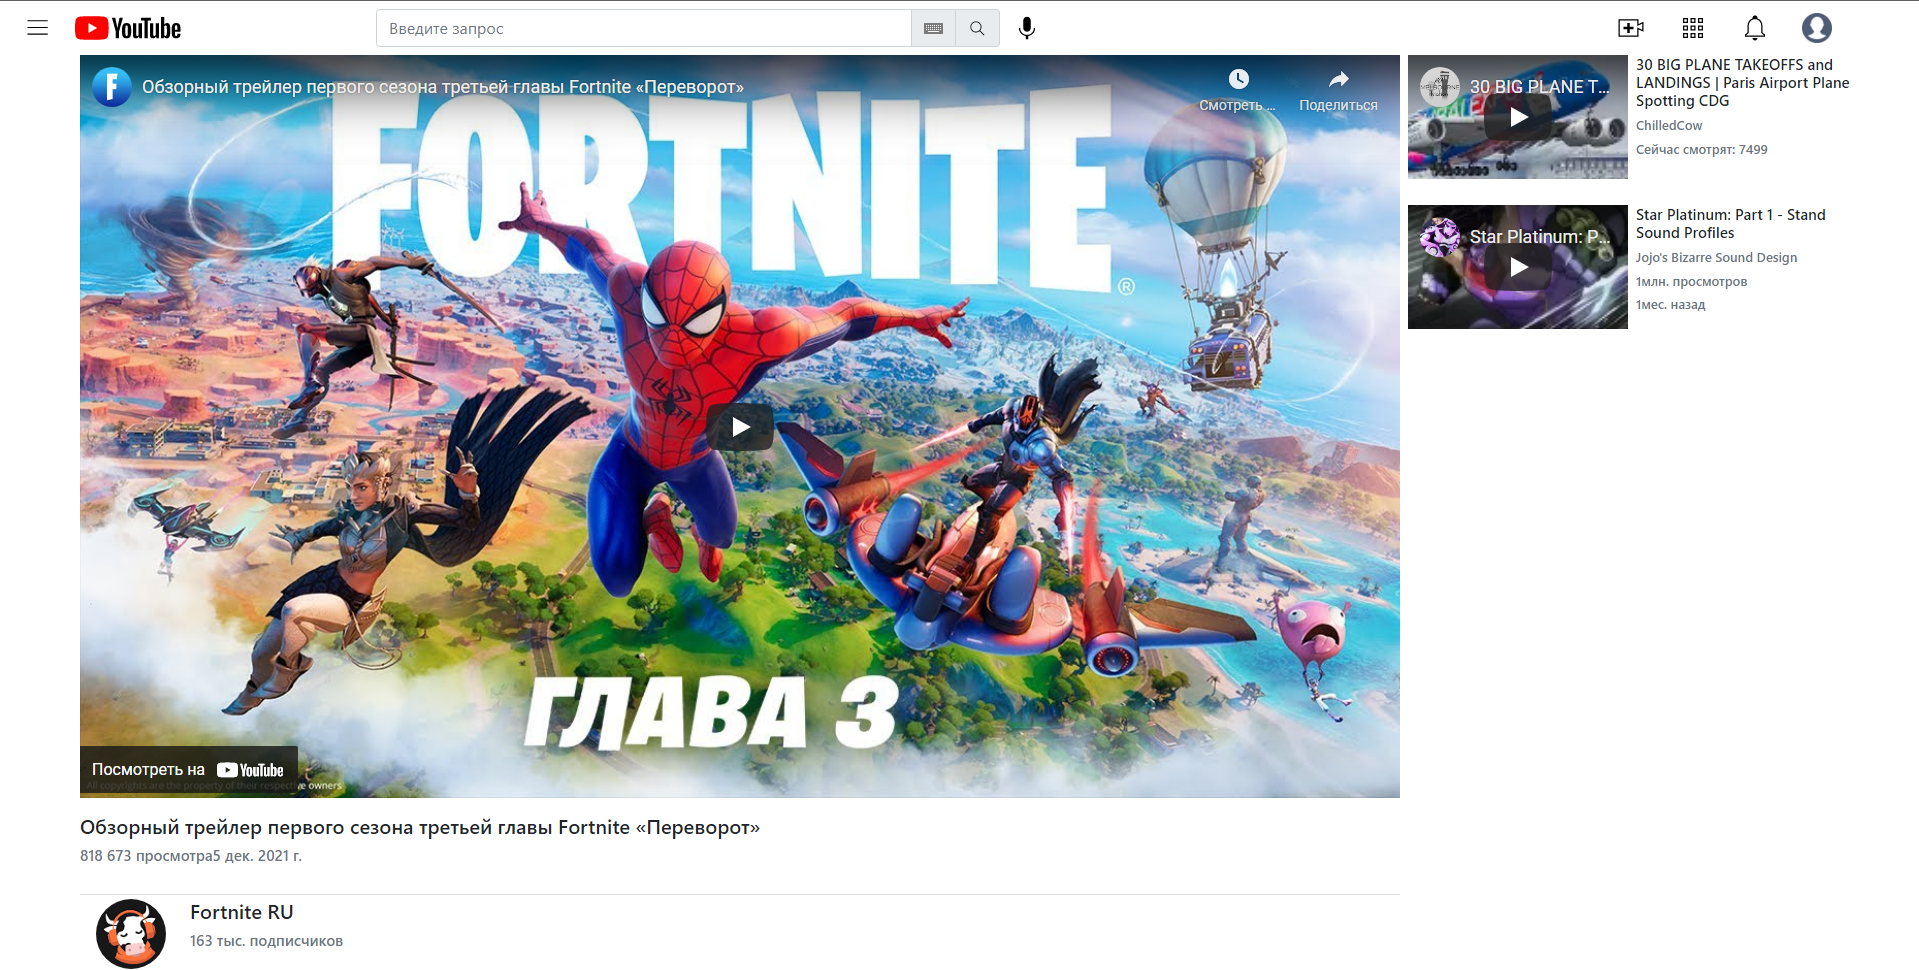 YouTube
Введите запрос
Обзорный трейлер первого сезона третьей главы Fortnite «Переворот»
Смотреть ...
Поделиться
FORTNITE
®
ГЛАВА 3
Посмотреть на YouTube
All copyrights are the property of their respective owners
Обзорный трейлер первого сезона третьей главы Fortnite «Переворот»
818 673 просмотра5 дек. 2021 г.
Fortnite RU
163 тыс. подписчиков
30 BIG PLANE T...
30 BIG PLANE TAKEOFFS and
LANDINGS | Paris Airport Plane
Spotting CDG
ChilledCow
Сейчас смотрят: 7499
Star Platinum: P...
Star Platinum: Part 1 - Stand
Sound Profiles
Jojo's Bizarre Sound Design
1млн. просмотров
1мес. назад